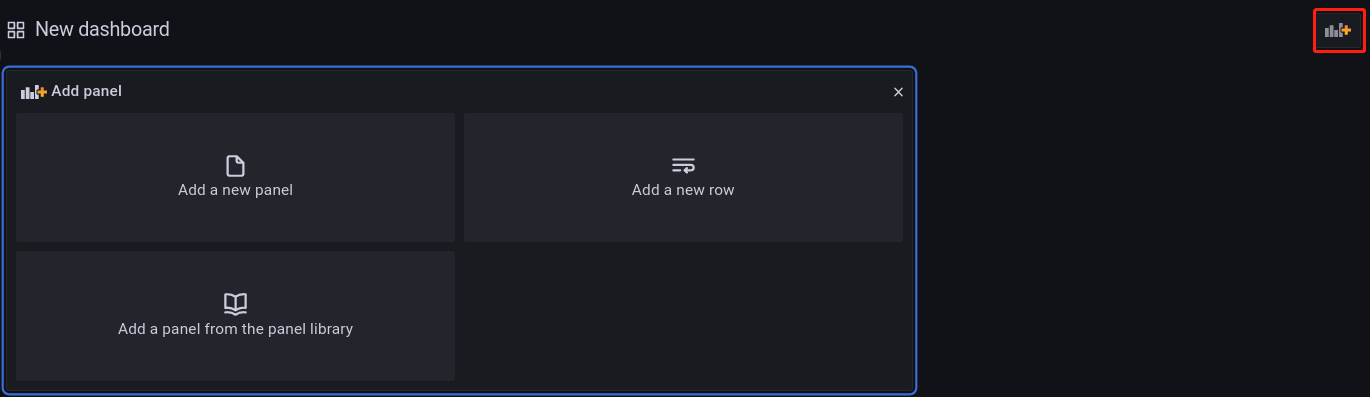 New dashboard
Add panel
Add a new panel
Add a new row
Add a panel from the panel library